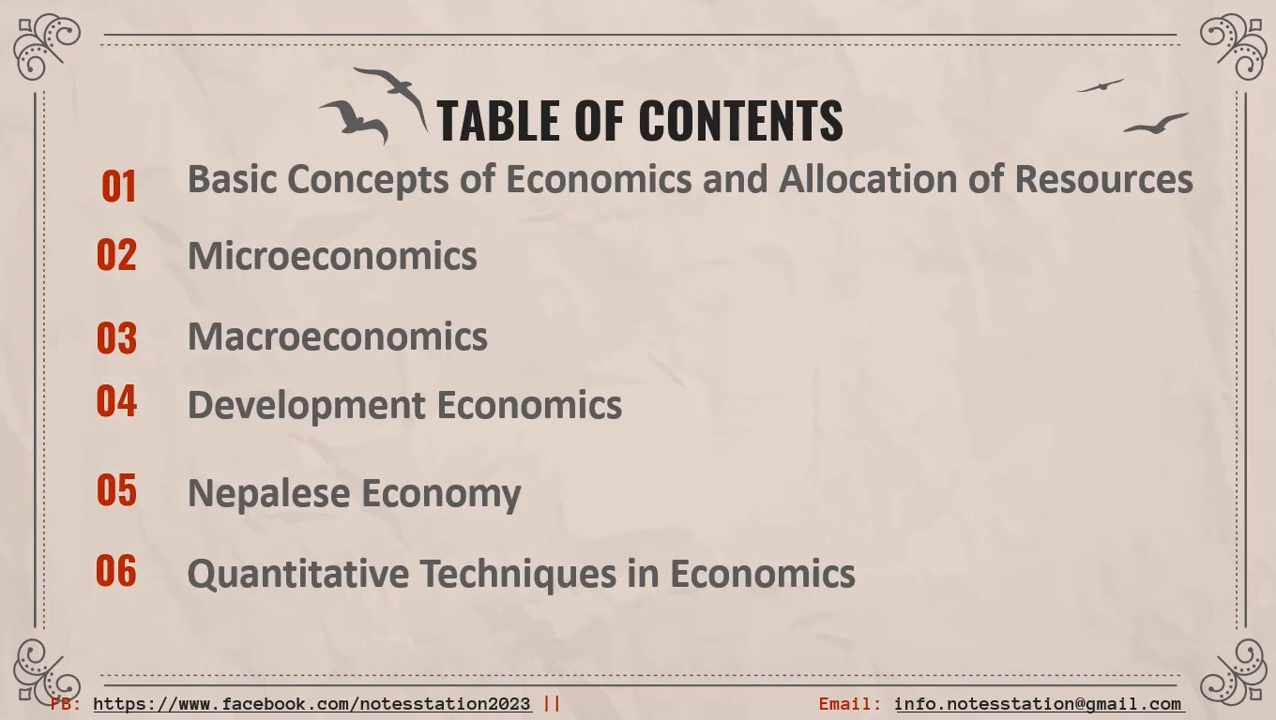 TABLE OF CONTENTS
01 Basic Concepts of Economics and Allocation of Resources
02 Microeconomics
03 Macroeconomics
04 Development Economics
05 Nepalese Economy
06 Quantitative Techniques in Economics
FB: https://www.facebook.com/notesstation2023 || Email: info.notesstation@gmail.com